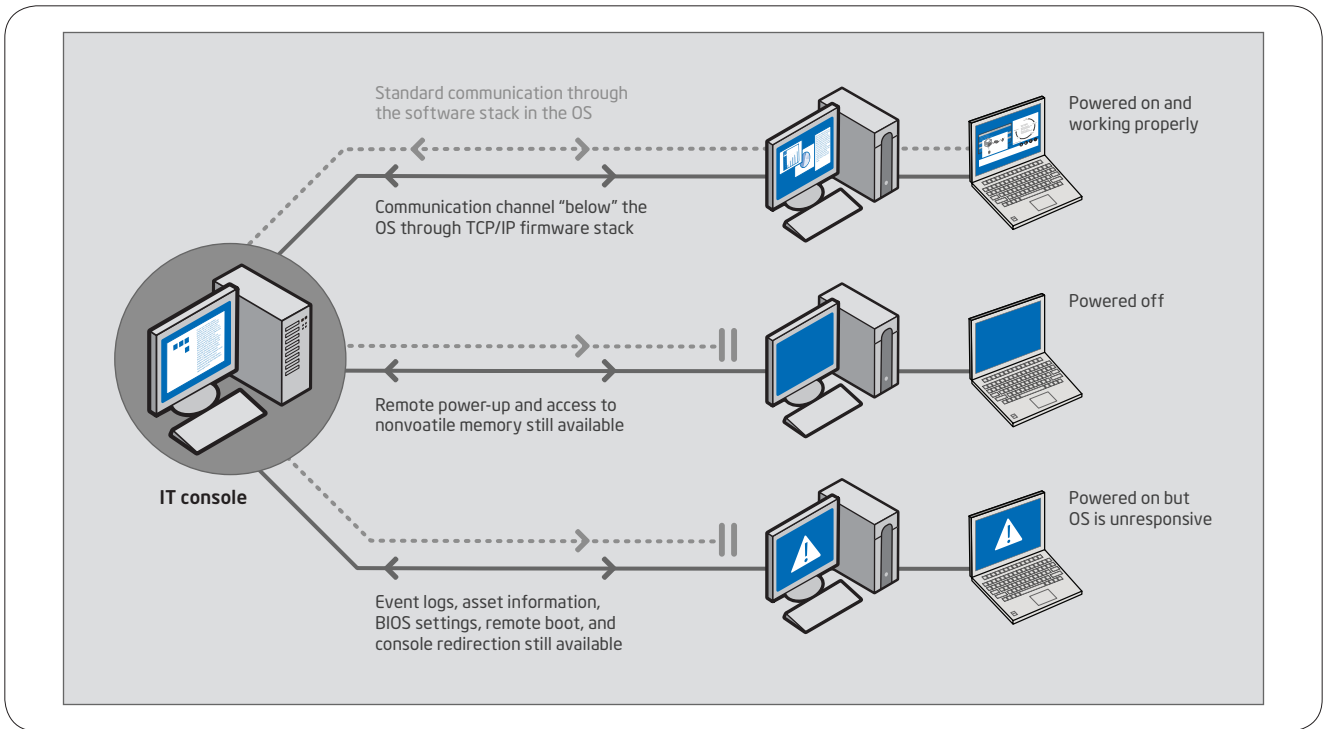 Standard communication through
the software stack in the OS
Powered on and
working properly
Communication channel “below” the
OS through TCP/IP firmware stack
Powered off
Remote power-up and access to
nonvoatile memory still available
IT console
Powered on but
OS is unresponsive
Event logs, asset information,
BIOS settings, remote boot, and
console redirection still available